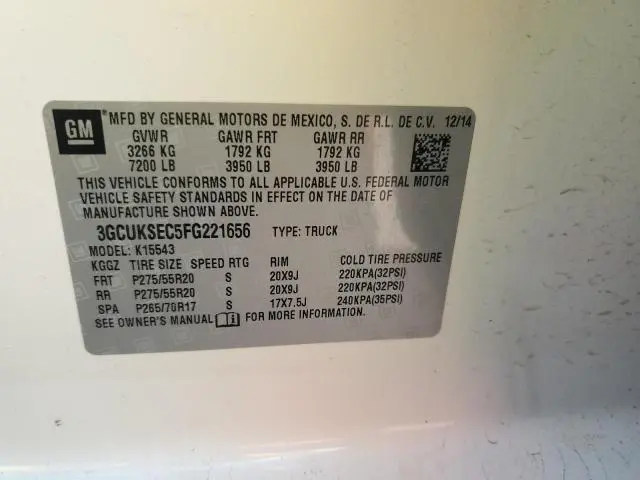 GM
® MFD BY GENERAL MOTORS DE MEXICO, S. DE R.L. DE C.V. 12/14
GVWR GAWR FRT GAWR RR
3266 KG 1792 KG 1792 KG
7200 LB 3950 LB 3950 LB
THIS VEHICLE CONFORMS TO ALL APPLICABLE U.S. FEDERAL MOTOR
VEHICLE SAFETY STANDARDS IN EFFECT ON THE DATE OF
MANUFACTURE SHOWN ABOVE.
3GCUKSEC5FG221656 TYPE: TRUCK
MODEL: K15543
KGGZ TIRE SIZE SPEED RTG RIM COLD TIRE PRESSURE
FRT P275/55R20 S 20X9J 220KPA(32PSI)
RR P275/55R20 S 20X9J 220KPA(32PSI)
SPA P265/70R17 S 17X7.5J 240KPA(35PSI)
SEE OWNER'S MANUAL FOR MORE INFORMATION.